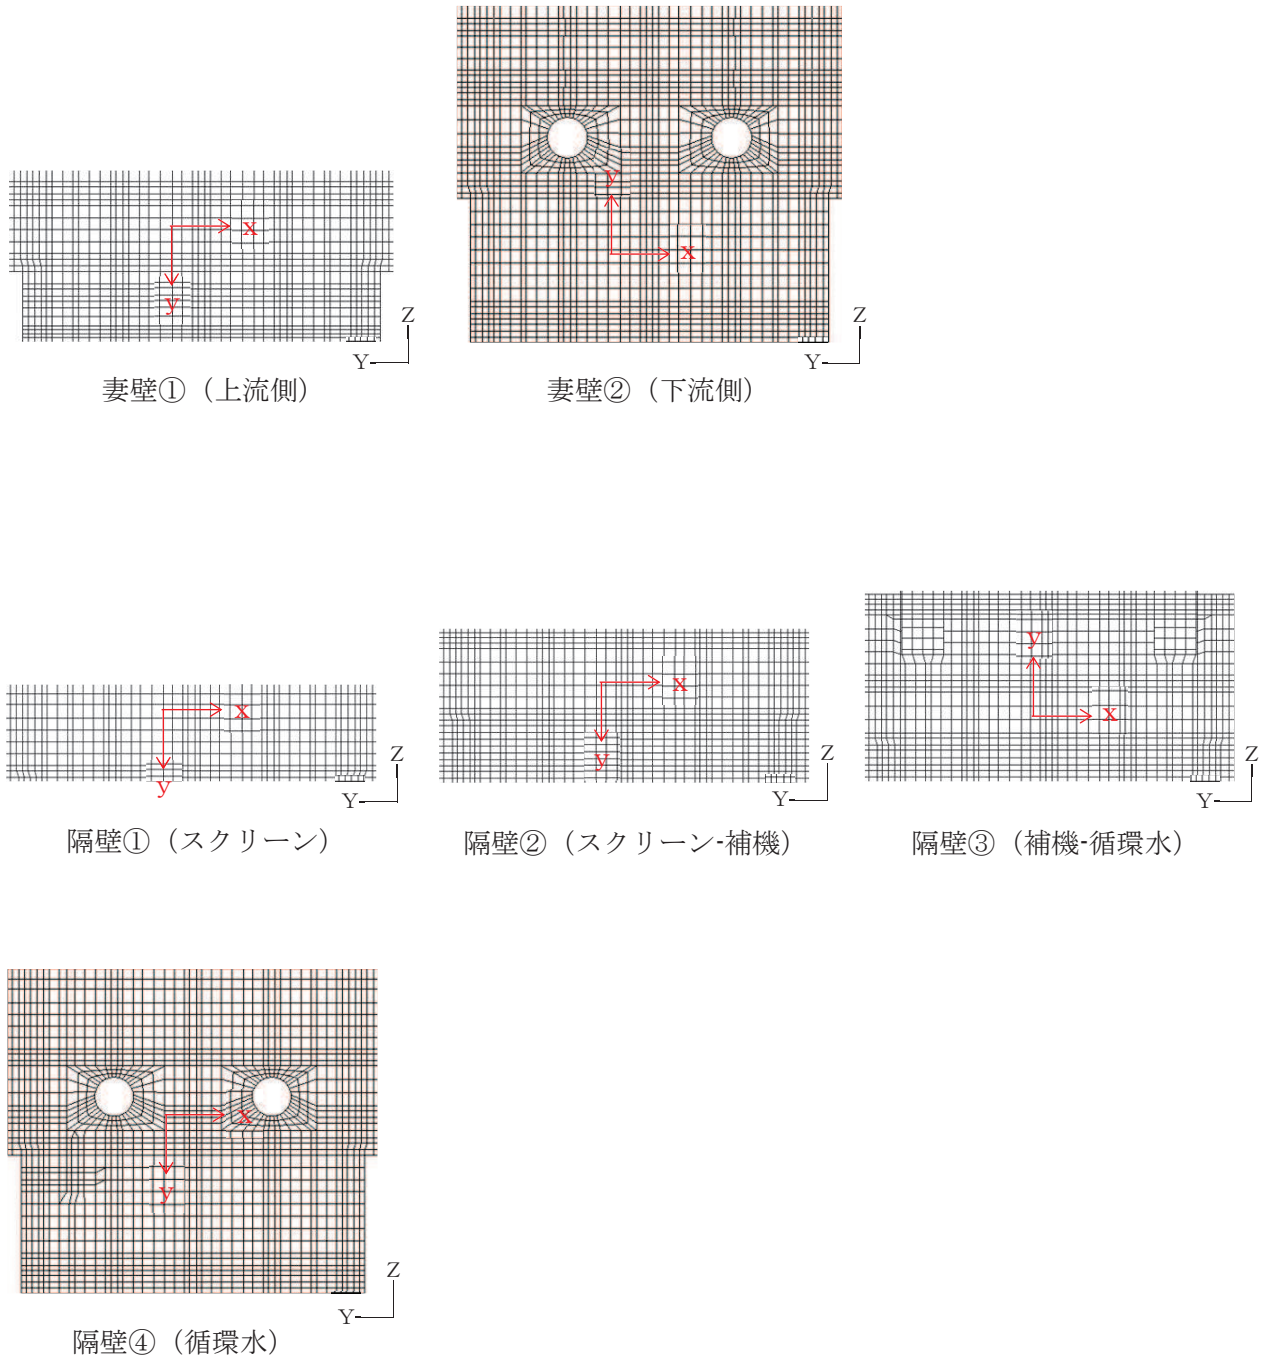 x
y
Z
Y
妻壁①（上流側）
y
x
Z
Y
妻壁②（下流側）
x
y
Z
Y
隔壁①（スクリーン）
x
y
Z
Y
隔壁②（スクリーン-補機）
y
x
Z
Y
隔壁③（補機-循環水）
x
y
Z
Y
隔壁④（循環水）